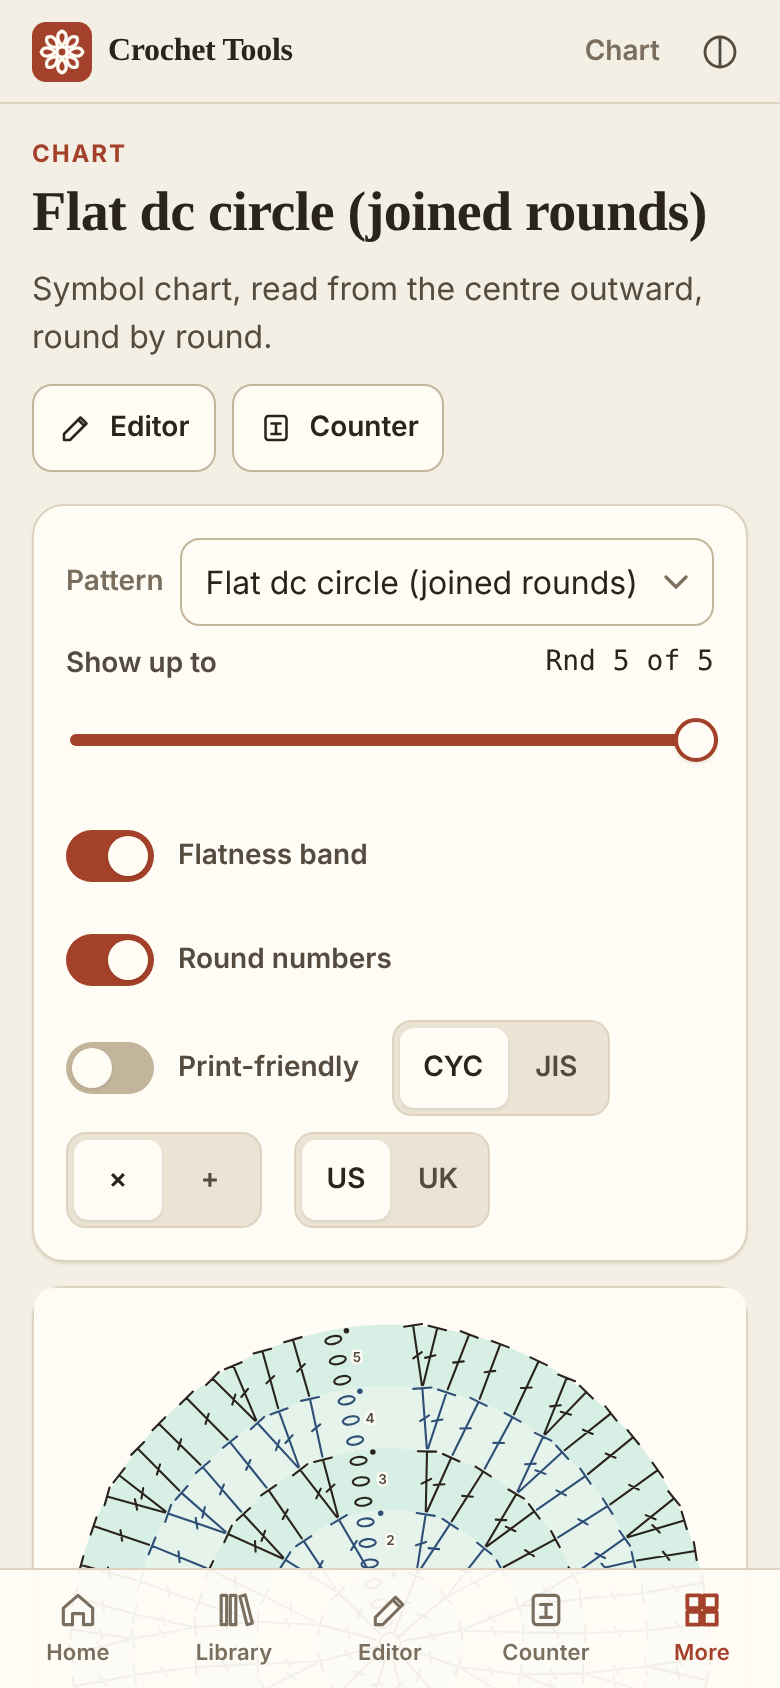 Crochet Tools
Chart
CHART
Flat dc circle (joined rounds)
Symbol chart, read from the centre outward,
round by round.
Editor
Counter
Pattern
Flat dc circle (joined rounds)
Show up to
Rnd 5 of 5
Flatness band
Round numbers
Print-friendly
CYC
JIS
×
+
US
UK
5
4
3
2
Home
Library
Editor
Counter
More